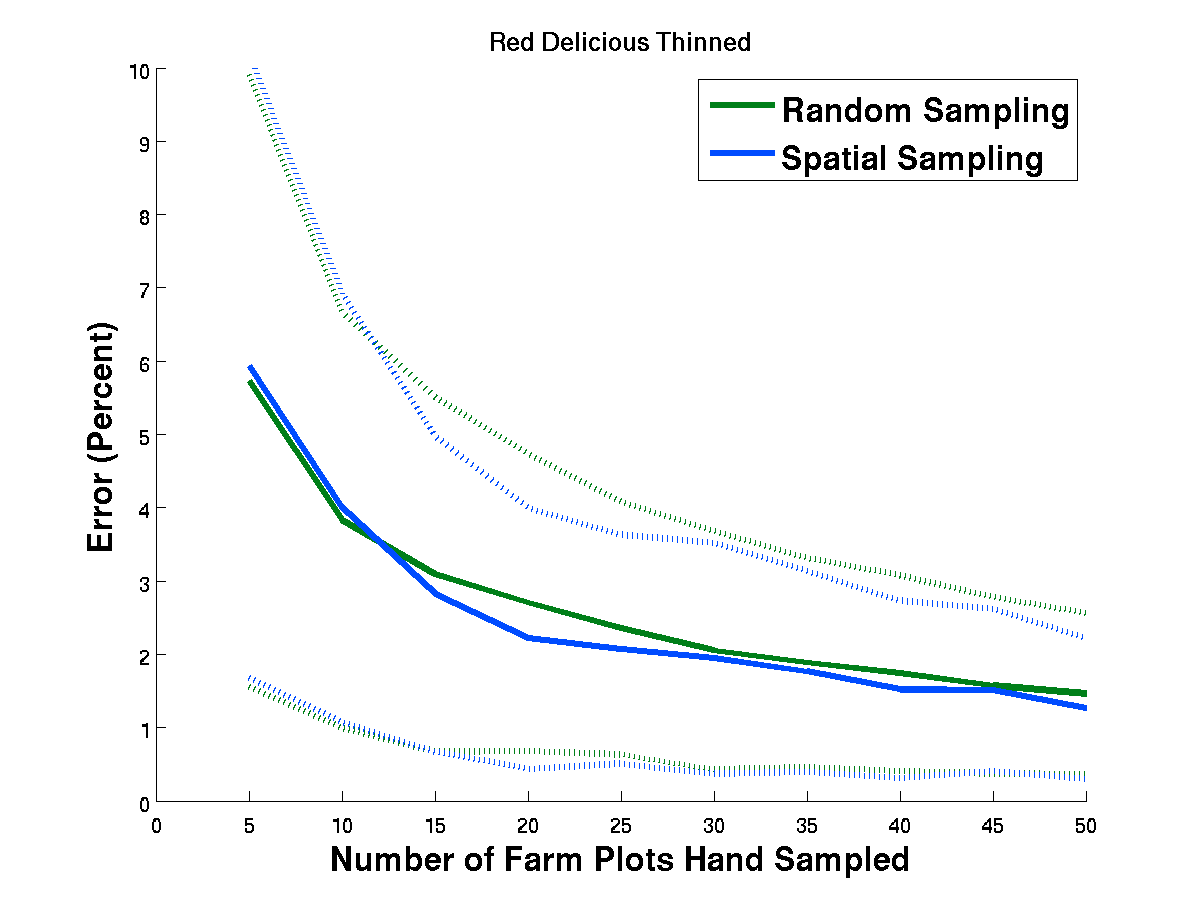 Red Delicious Thinned
Random Sampling
Spatial Sampling
10
9
8
7
6
5
4
3
2
1
0
Error (Percent)
0 5 10 15 20 25 30 35 40 45 50
Number of Farm Plots Hand Sampled